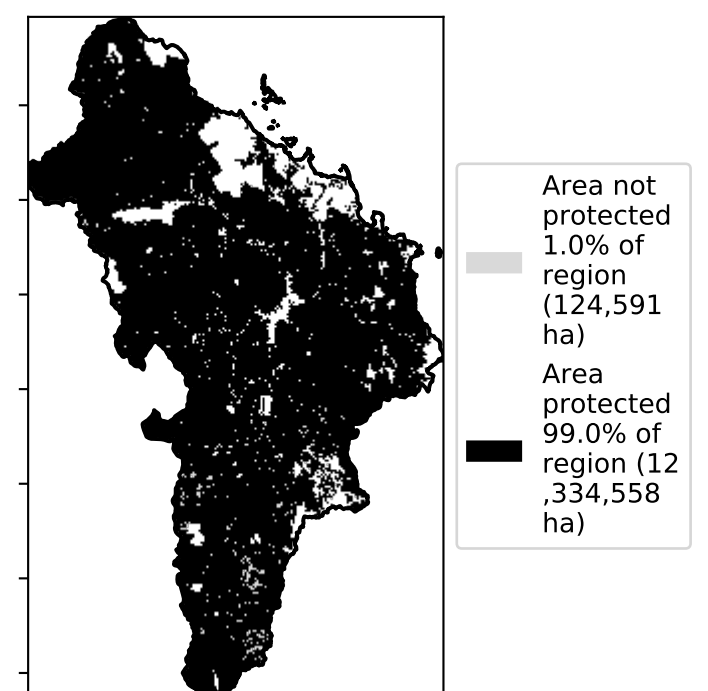 Area not
protected
1.0% of
region
(124,591
ha)
Area
protected
99.0% of
region (12
,334,558
ha)